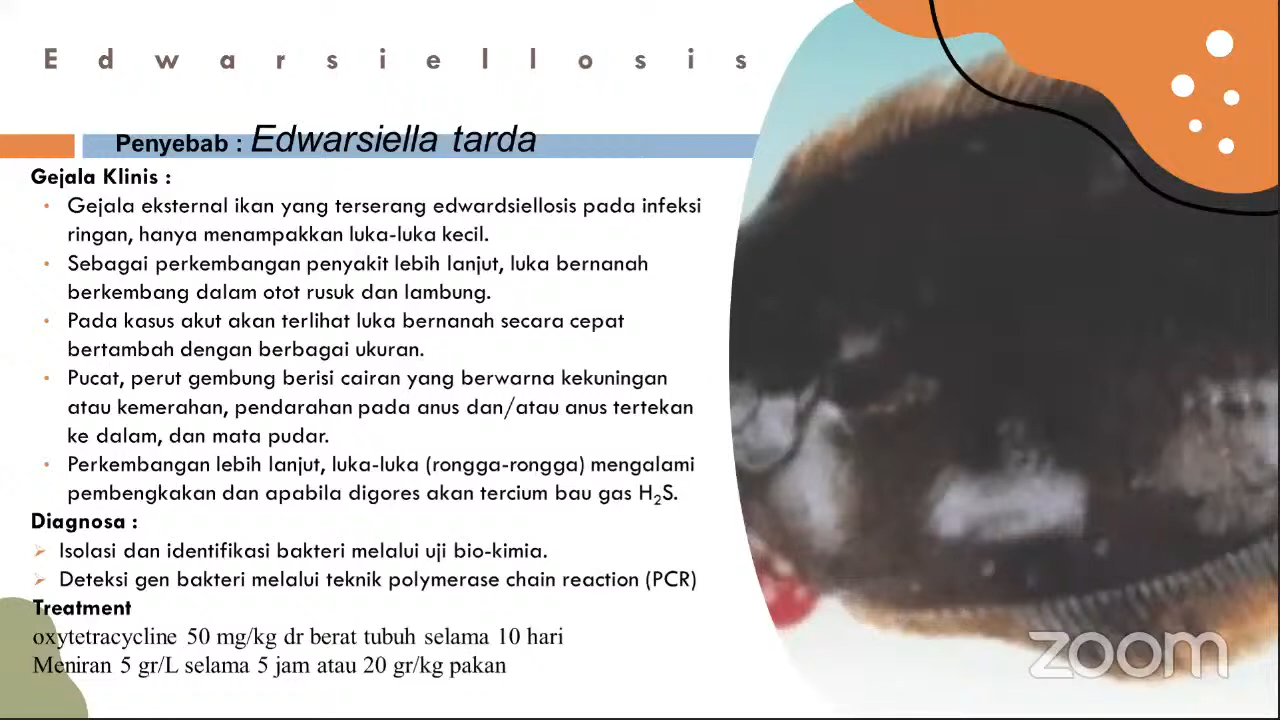 Edwarsiellosis
Penyebab : Edwarsiella tarda
Gejala Klinis :
• Gejala eksternal ikan yang terserang edwardsiellosis pada infeksi
ringan, hanya menampakkan luka-luka kecil.
• Sebagai perkembangan penyakit lebih lanjut, luka bernanah
berkembang dalam otot rusuk dan lambung.
• Pada kasus akut akan terlihat luka bernanah secara cepat
bertambah dengan berbagai ukuran.
• Pucat, perut gembung berisi cairan yang berwarna kekuningan
atau kemerahan, pendarahan pada anus dan/atau anus tertekan
ke dalam, dan mata pudar.
• Perkembangan lebih lanjut, luka-luka (rongga-rongga) mengalami
pembengkakan dan apabila digores akan tercium bau gas H₂S.
Diagnosa :
➢ Isolasi dan identifikasi bakteri melalui uji bio-kimia.
➢ Deteksi gen bakteri melalui teknik polymerase chain reaction (PCR)
Treatment
oxytetracycline 50 mg/kg dr berat tubuh selama 10 hari
Meniran 5 gr/L selama 5 jam atau 20 gr/kg pakan
zoom